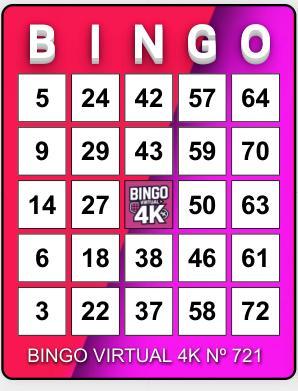 BINGO
5 24 42 57 64
9 29 43 59 70
14 27 BINGO VIRTUAL 4K 50 63
6 18 38 46 61
3 22 37 58 72
BINGO VIRTUAL 4K Nº 721